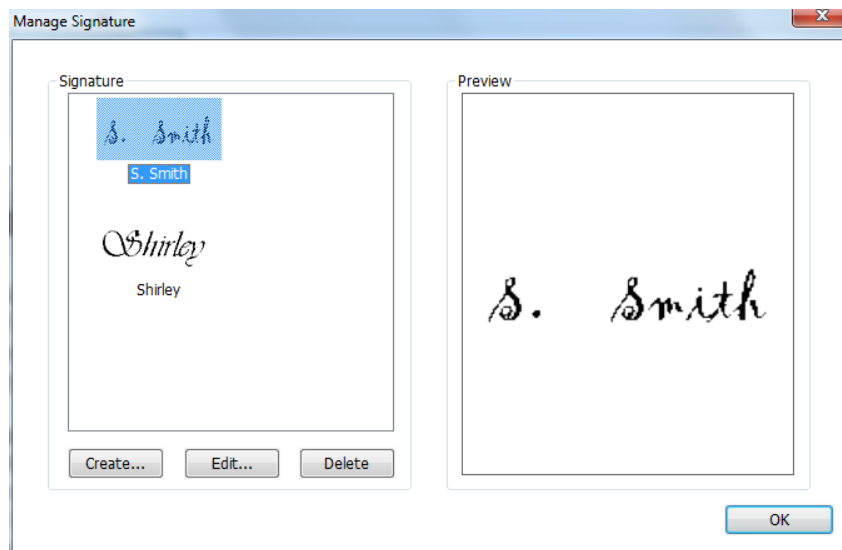 Manage Signature
X
Signature
S. Smith
S. Smith
Shirley
Shirley
Create...
Edit...
Delete
Preview
S. Smith
OK